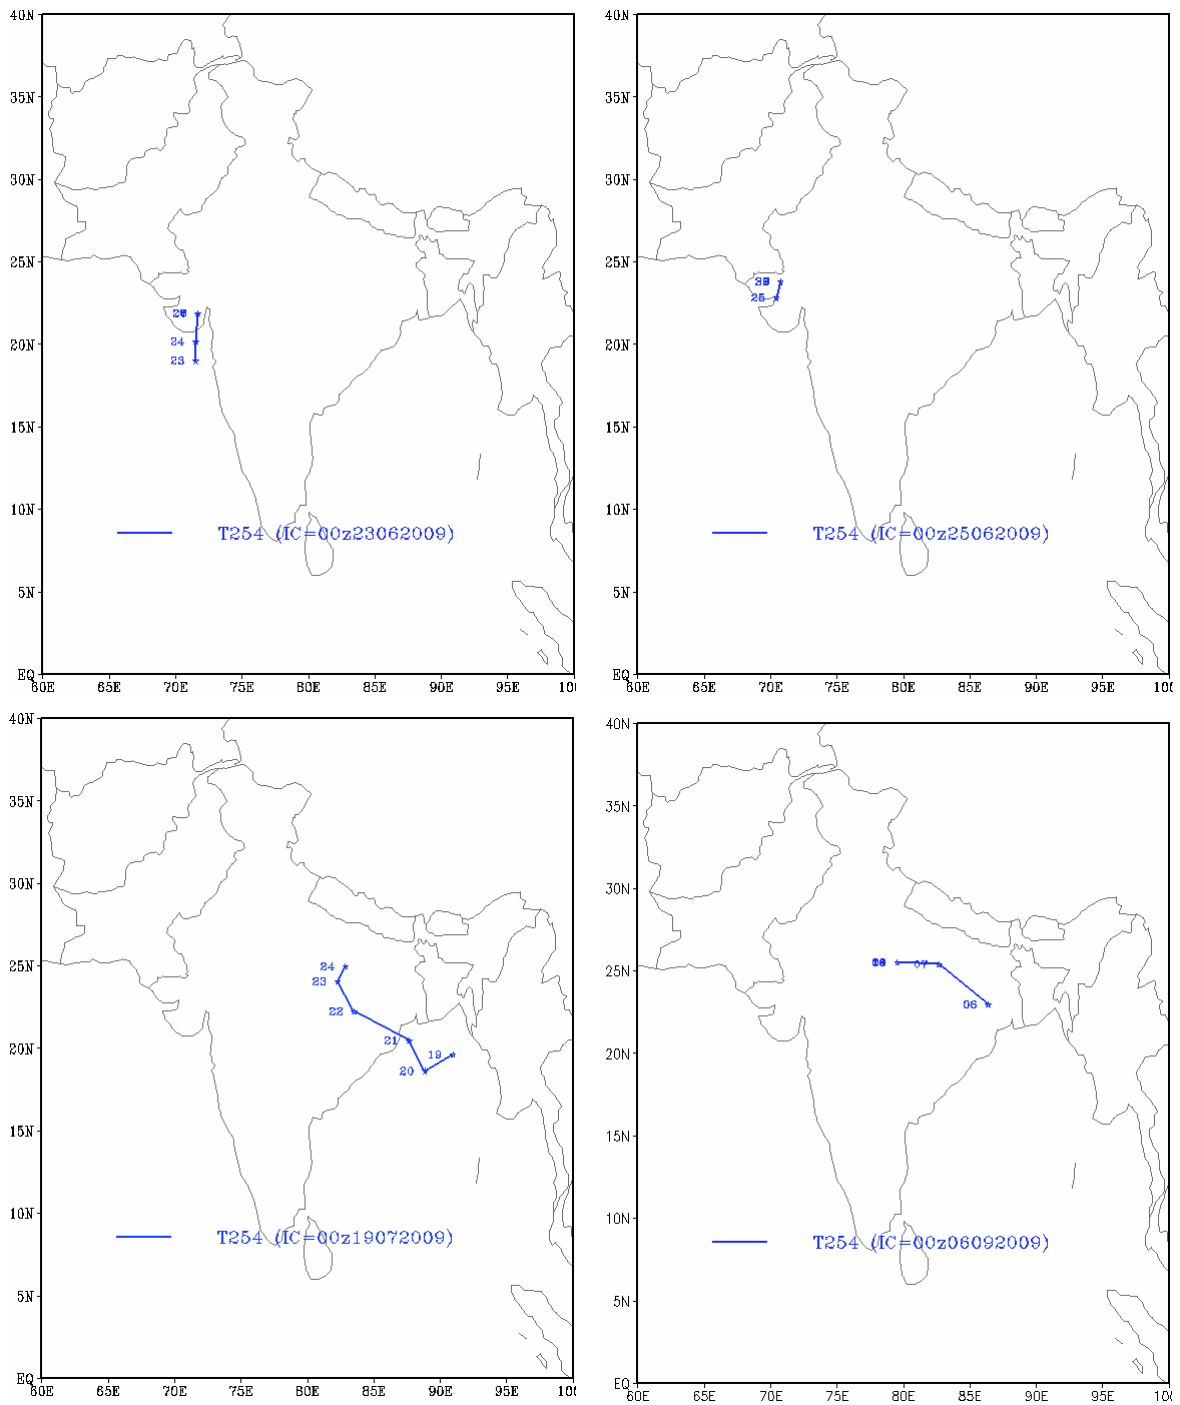 40N
35N
30N
25N
20N
15N
10N
5N
EQ
24
23
T254 (IC=00z23062009)
60E 65E 70E 75E 80E 85E 90E 95E
40N
35N
30N
25N
20N
15N
10N
5N
EQ
T254 (IC=00z25062009)
60E 65E 70E 75E 80E 85E 90E 95E
40N
35N
30N
25N
20N
15N
10N
5N
EQ
24
23
22
21
19
20
T254 (IC=00z19072009)
60E 65E 70E 75E 80E 85E 90E 95E
40N
35N
30N
25N
20N
15N
10N
5N
EQ
07
06
T254 (IC=00z06092009)
60E 65E 70E 75E 80E 85E 90E 95E